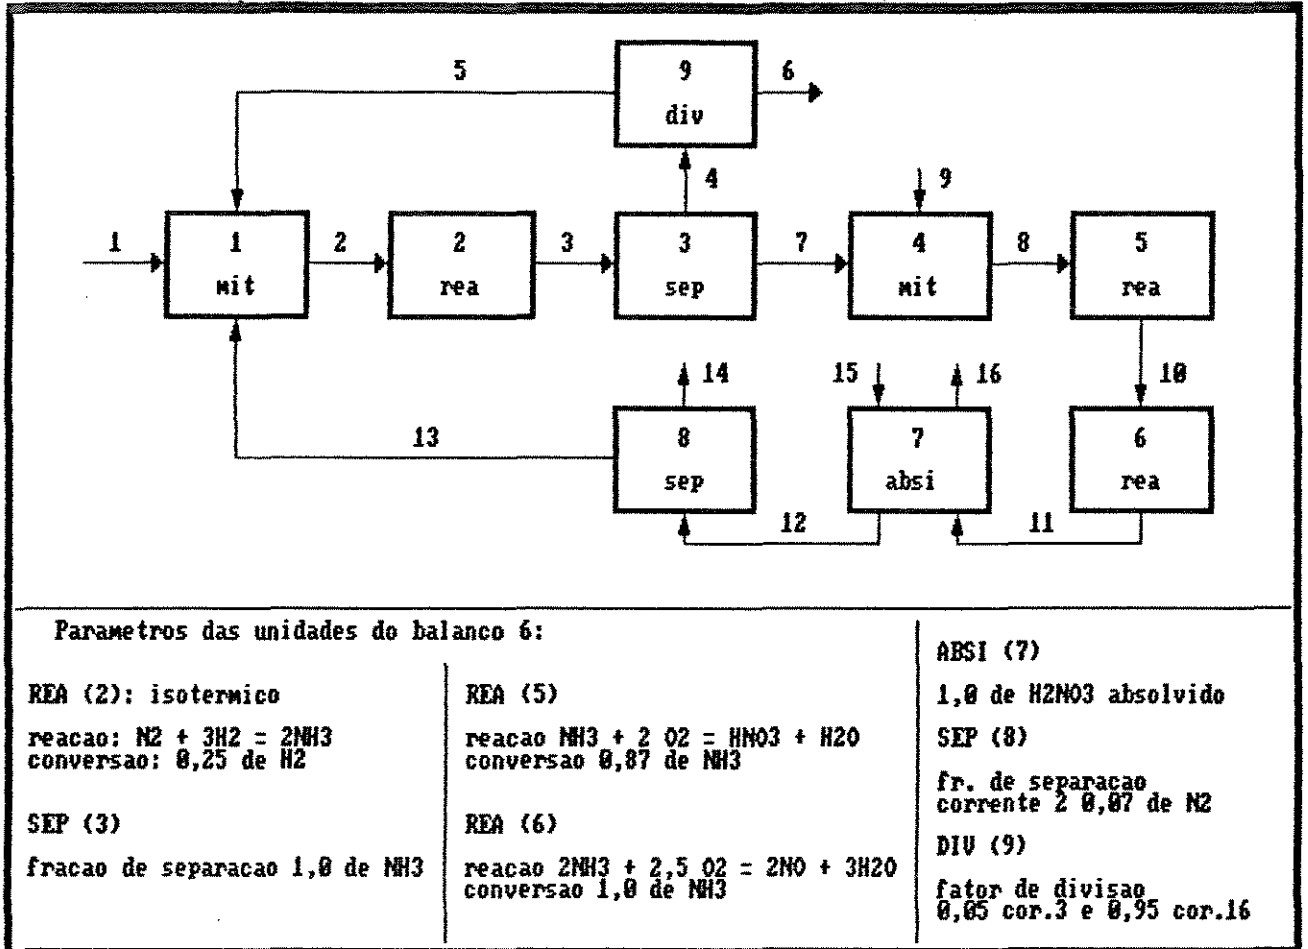 5
9
div
6
4
9
1
1
mit
2
2
rea
3
3
sep
7
4
mit
8
5
rea
14
15
16
10
13
8
sep
7
absi
6
rea
12
11
Parametros das unidades do balanco 6:
REA (2): isotermico
reacao: N2 + 3H2 = 2NH3
conversao: 0,25 de H2
SEP (3)
fracao de separacao 1,0 de NH3
REA (5)
reacao NH3 + 2 O2 = HNO3 + H2O
conversao 0,87 de NH3
REA (6)
reacao 2NH3 + 2,5 O2 = 2NO + 3H2O
conversao 1,0 de NH3
ABSI (7)
1,0 de H2NO3 absolvido
SEP (8)
fr. de separacao
corrente 2 0,07 de N2
DIV (9)
fator de divisao
0,05 cor.3 e 0,95 cor.16